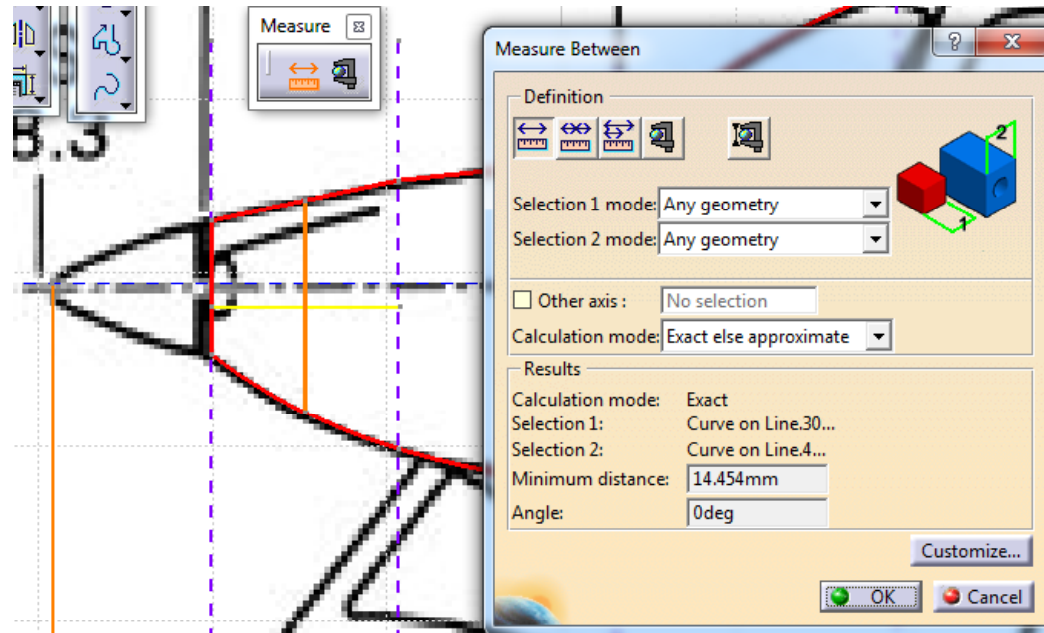 Measure
8.3
Measure Between
Definition
2
1
Selection 1 mode: Any geometry
Selection 2 mode: Any geometry
Other axis : No selection
Calculation mode: Exact else approximate
Results
Calculation mode: Exact
Selection 1: Curve on Line.30...
Selection 2: Curve on Line.4...
Minimum distance: 14.454mm
Angle: 0deg
Customize...
OK Cancel